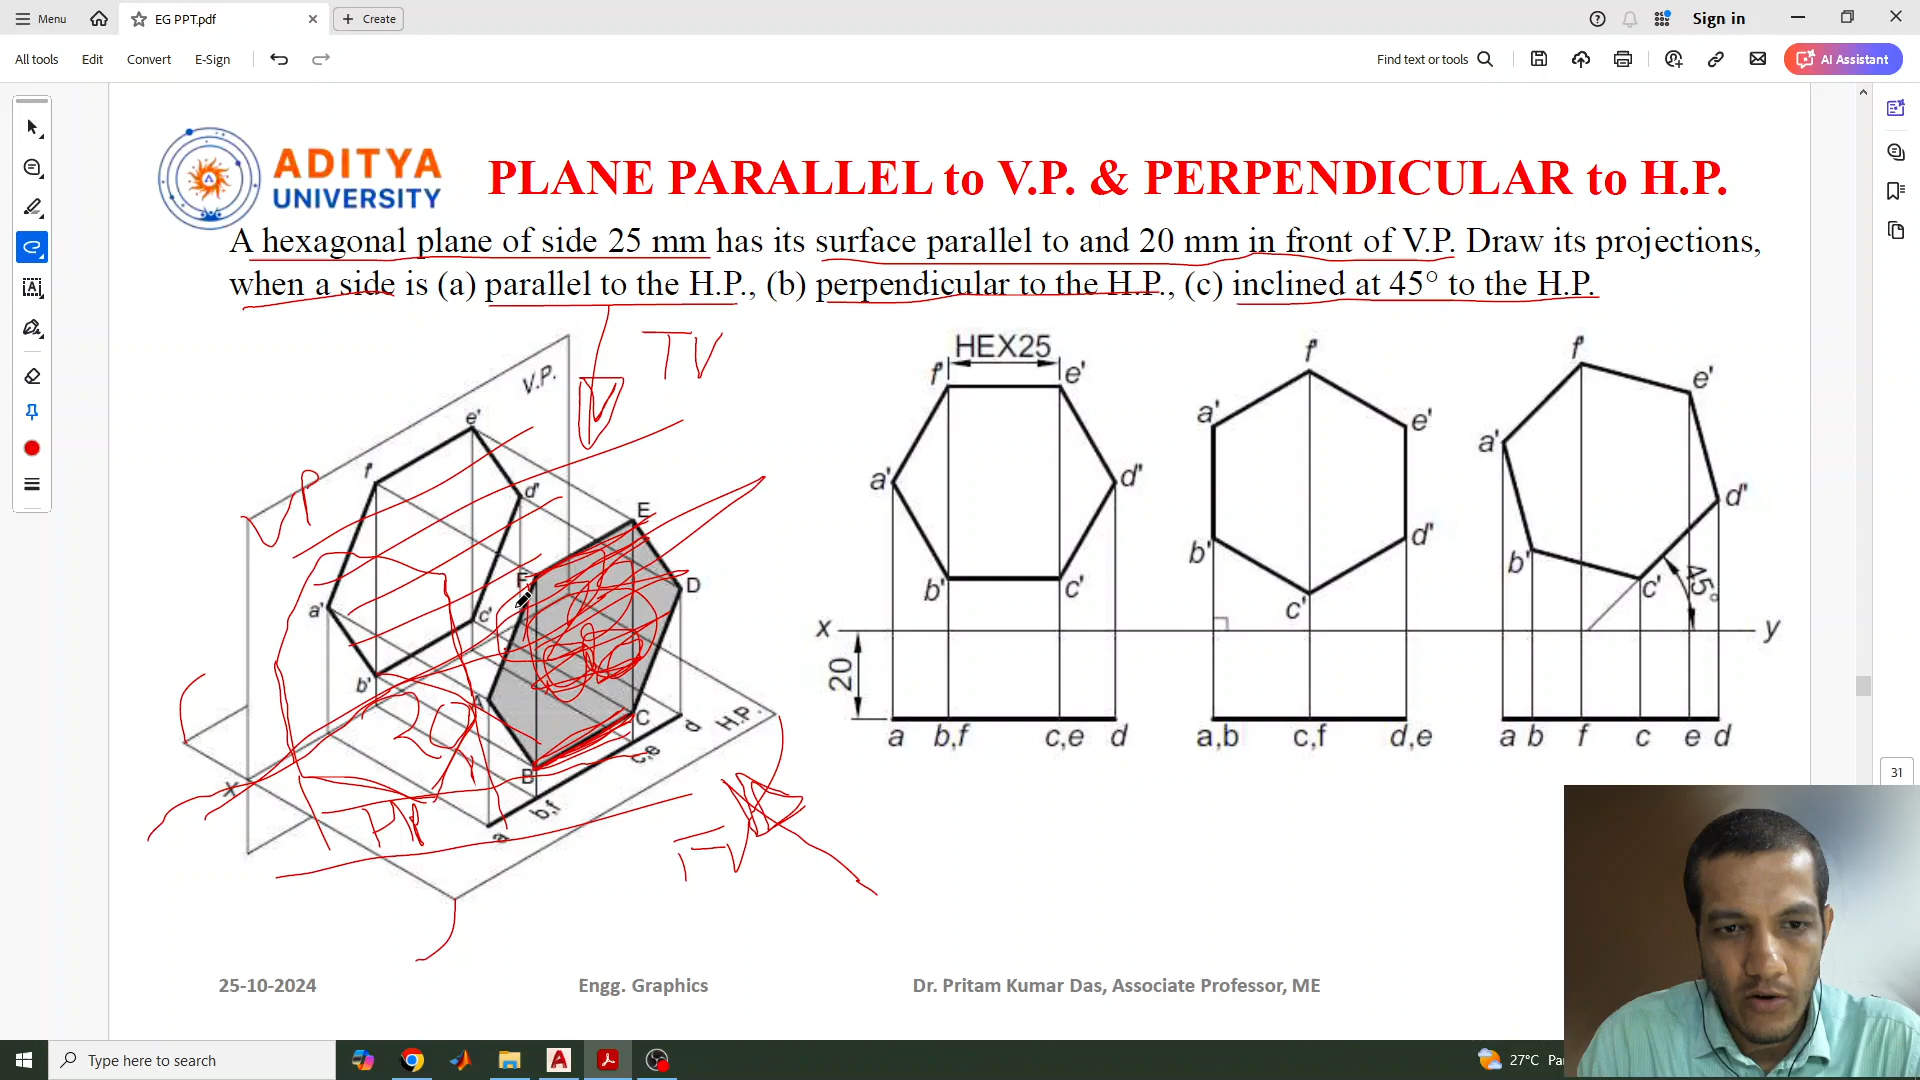 Menu
EG PPT.pdf
Create
Sign in
All tools
Edit
Convert
E-Sign
Find text or tools
AI Assistant
ADITYA
UNIVERSITY
PLANE PARALLEL to V.P. & PERPENDICULAR to H.P.
A hexagonal plane of side 25 mm has its surface parallel to and 20 mm in front of V.P. Draw its projections,
when a side is (a) parallel to the H.P., (b) perpendicular to the H.P., (c) inclined at 45° to the H.P.
TV
V.P.
e'
f'
d'
VP
E
F
D
a'
c'
b'
A
20
C
d
H.P.
X
B
c,e
b,f
PP
a
FV
HEX25
f' e'
a' d'
b' c'
x
20
a b,f c,e d
f'
a' e'
b' d'
c'
a,b c,f d,e
f'
e'
a'
d'
b'
c'
45°
y
a b f c e d
31
25-10-2024
Engg. Graphics
Dr. Pritam Kumar Das, Associate Professor, ME
Type here to search
27°C